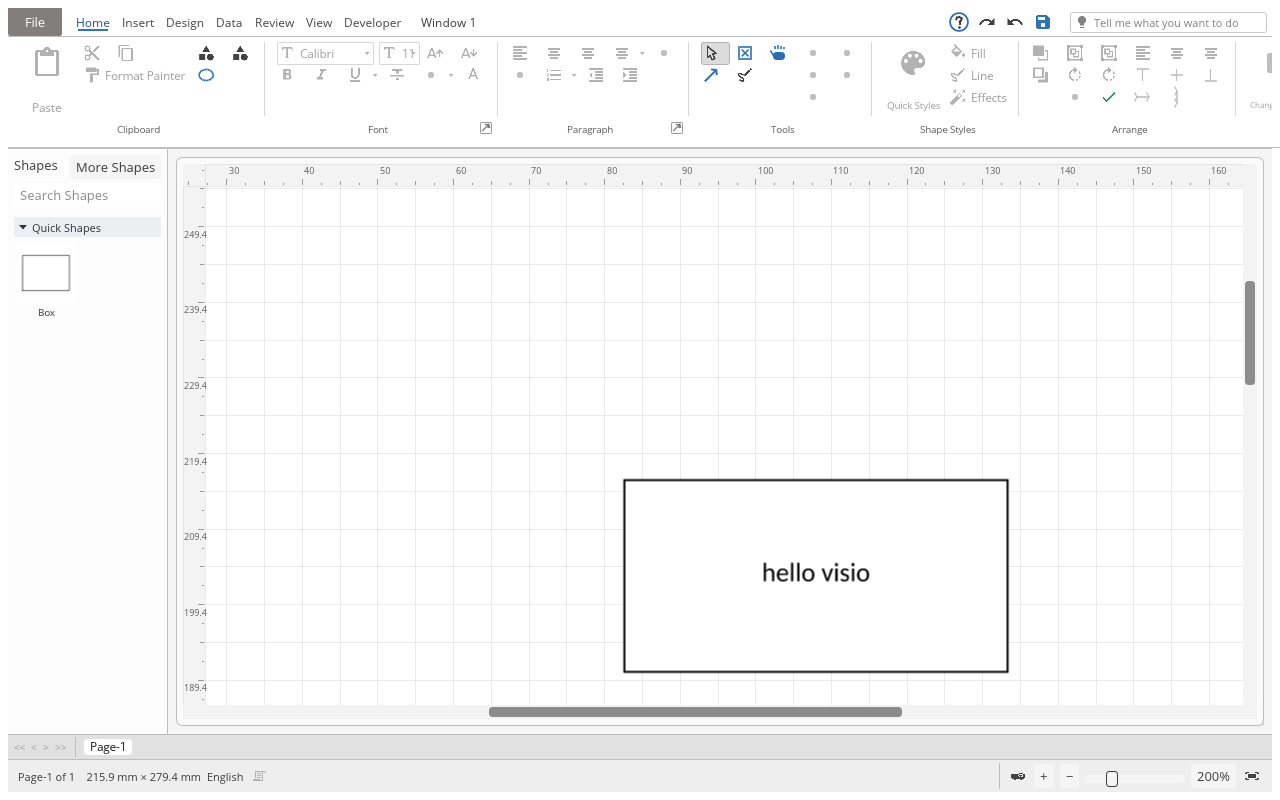 File Home Insert Design Data Review View Developer Window 1 Tell me what you want to do
Calibri 11
Format Painter
Paste
Clipboard Font Paragraph Tools
Quick Styles Fill Line Effects
Shape Styles Arrange
Shapes More Shapes
Search Shapes
Quick Shapes
Box
30 40 50 60 70 80 90 100 110 120 130 140 150 160
249.4
239.4
229.4
219.4
209.4
199.4
189.4
hello visio
<< < > >> Page-1
Page-1 of 1 215.9 mm × 279.4 mm English + − 200%